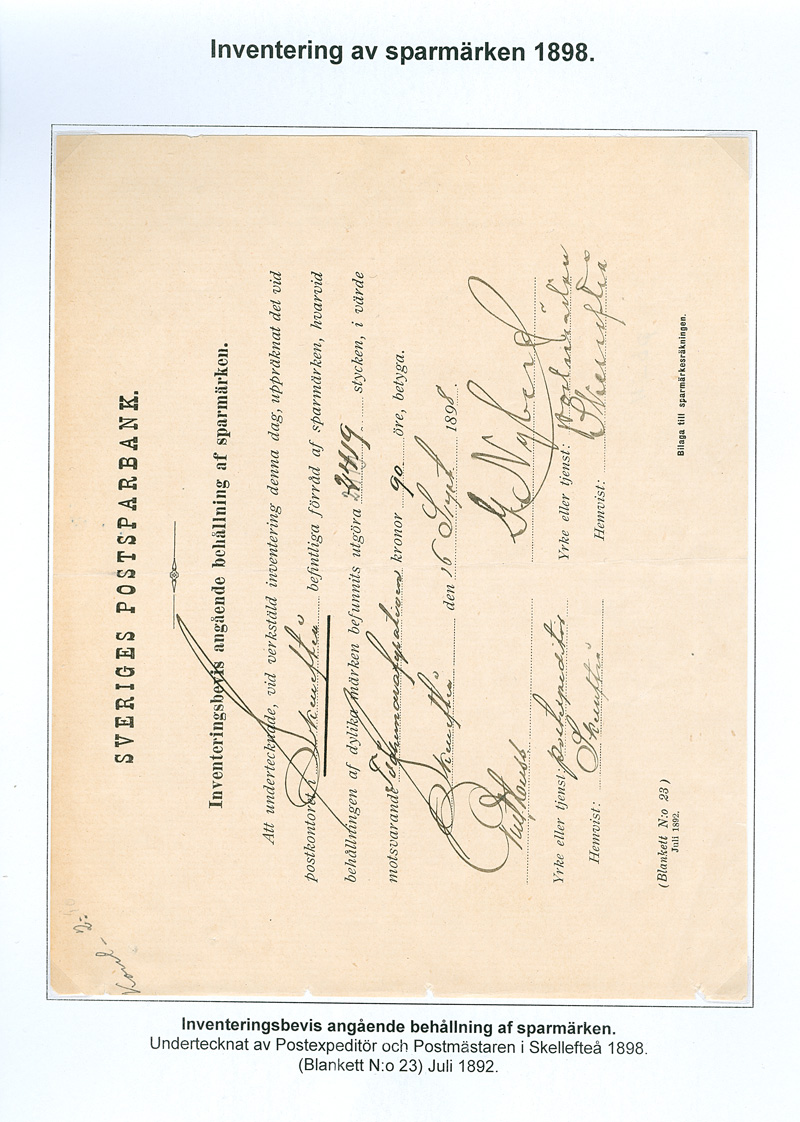 Inventering av sparmärken 1898.
SVERIGES POSTSPARBANK.
Inventeringsbevis angående behållning af sparmärken.
Att undertecknade, vid verkstäld inventering denna dag, uppräknat det vid
postkontoret i Skellefteå befintliga förråd af sparmärken, hvarvid
behållningen af dylika märken befunnits utgöra 2419 stycken, i värde
motsvarande kronor 90 öre, betyga.
Skellefteå den 16 Sept 1898.
G Nyberg
Yrke eller tjenst: postexpeditör Yrke eller tjenst: postmästare
Hemvist: Skellefteå Hemvist: Skellefteå
Bilaga till sparmärkesräkningen.
(Blankett N:o 23)
Juli 1892.
Inventeringsbevis angående behållning af sparmärken.
Undertecknat av Postexpeditör och Postmästaren i Skellefteå 1898.
(Blankett N:o 23) Juli 1892.